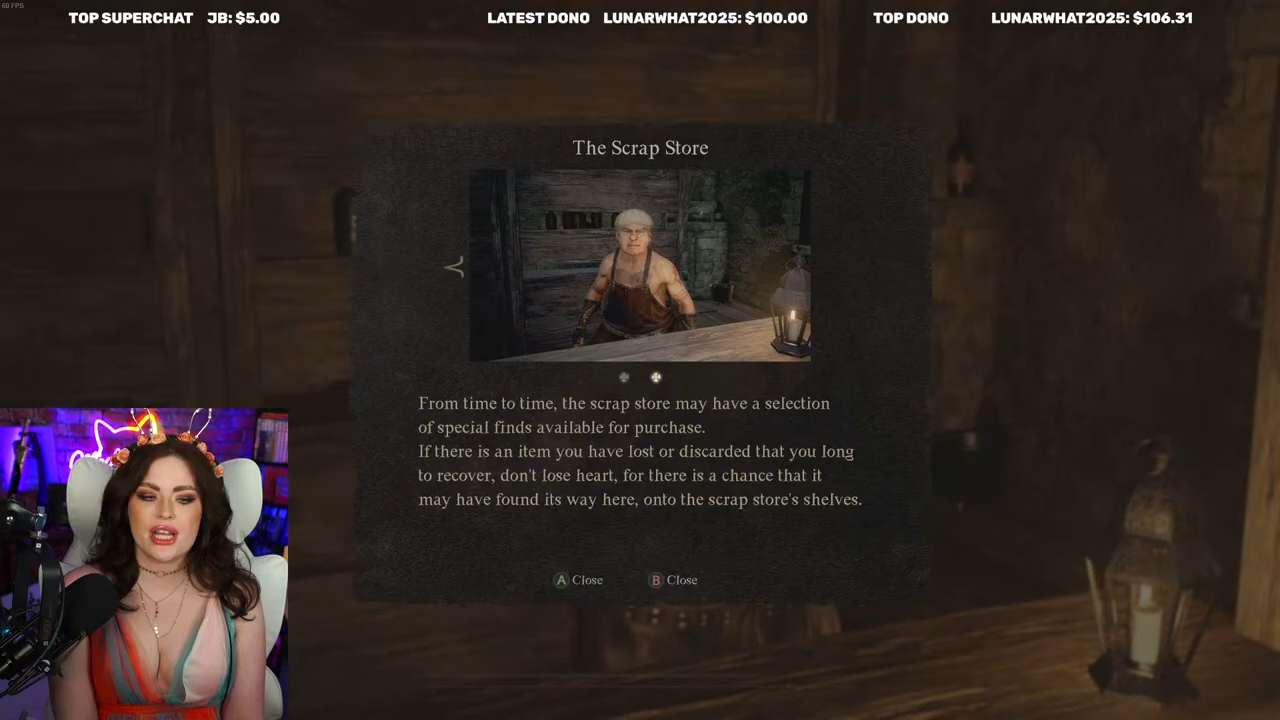 60 FPS
TOP SUPERCHAT JB: $5.00 LATEST DONO LUNARWHAT2025: $100.00 TOP DONO LUNARWHAT2025: $106.31
The Scrap Store
From time to time, the scrap store may have a selection
of special finds available for purchase.
If there is an item you have lost or discarded that you long
to recover, don't lose heart, for there is a chance that it
may have found its way here, onto the scrap store's shelves.
A Close B Close